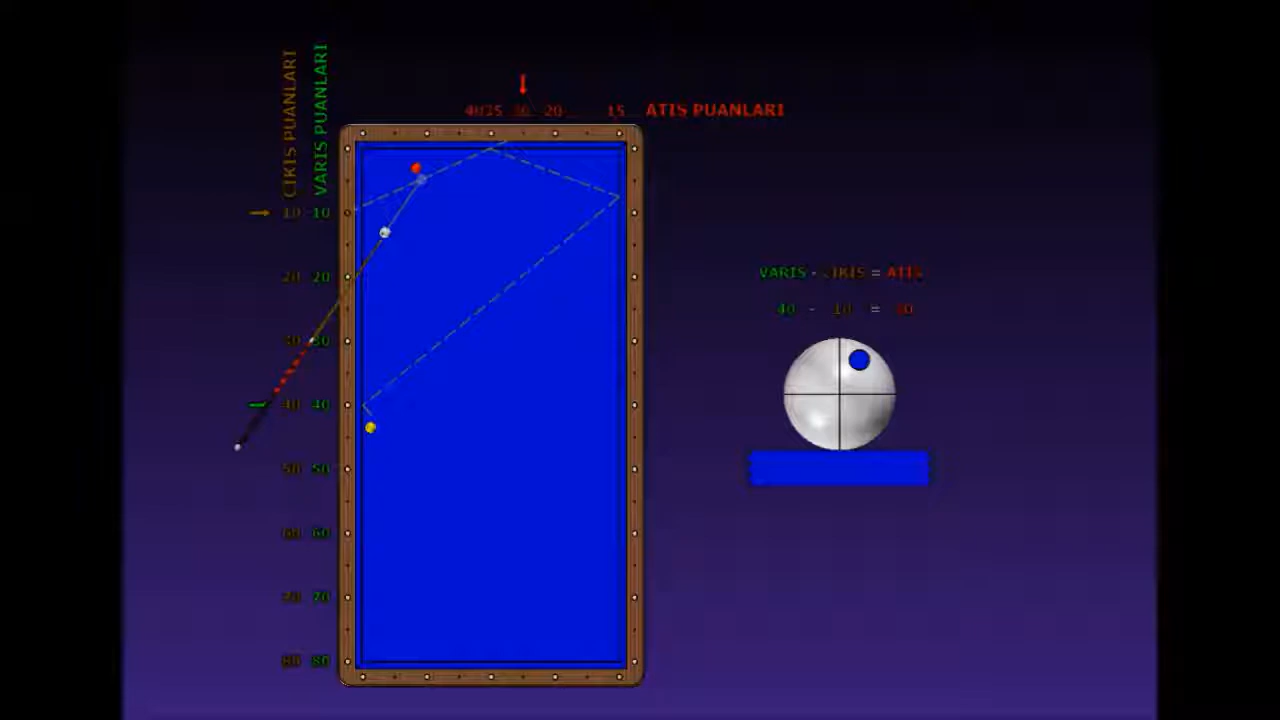 CIKIS PUANLARI
VARIS PUANLARI
40 35 30 20 15 ATIS PUANLARI
10 10
20 20
30 30
40 40
50 50
60 60
70 70
80 80
VARIS - CIKIS = ATIS
40 - 10 = 30